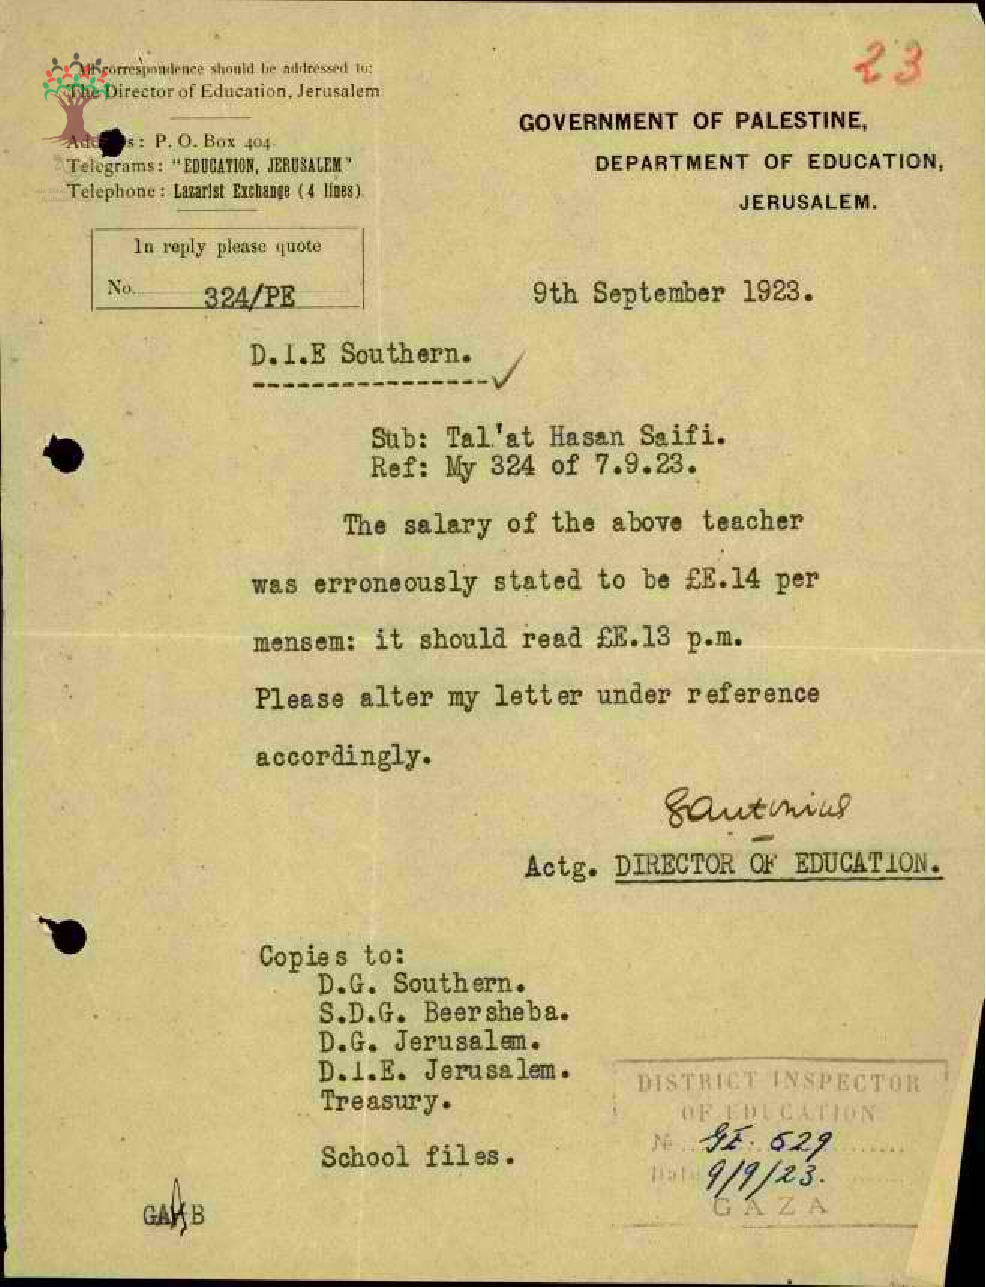 23
All correspondence should be addressed to:
The Director of Education, Jerusalem
Address: P. O. Box 404.
Telegrams: "EDUCATION, JERUSALEM"
Telephone: Lazarist Exchange (4 lines).
In reply please quote
No. 324/PE
GOVERNMENT OF PALESTINE,
DEPARTMENT OF EDUCATION,
JERUSALEM.
9th September 1923.
D.I.E Southern.
Sub: Tal'at Hasan Saifi.
Ref: My 324 of 7.9.23.
The salary of the above teacher
was erroneously stated to be £E.14 per
mensem: it should read £E.13 p.m.
Please alter my letter under reference
accordingly.
GAntonius
Actg. DIRECTOR OF EDUCATION.
Copies to:
D.G. Southern.
S.D.G. Beersheba.
D.G. Jerusalem.
D.I.E. Jerusalem.
Treasury.
School files.
DISTRICT INSPECTOR
OF EDUCATION
No. GE. 529
Date 9/9/23.
GAZA